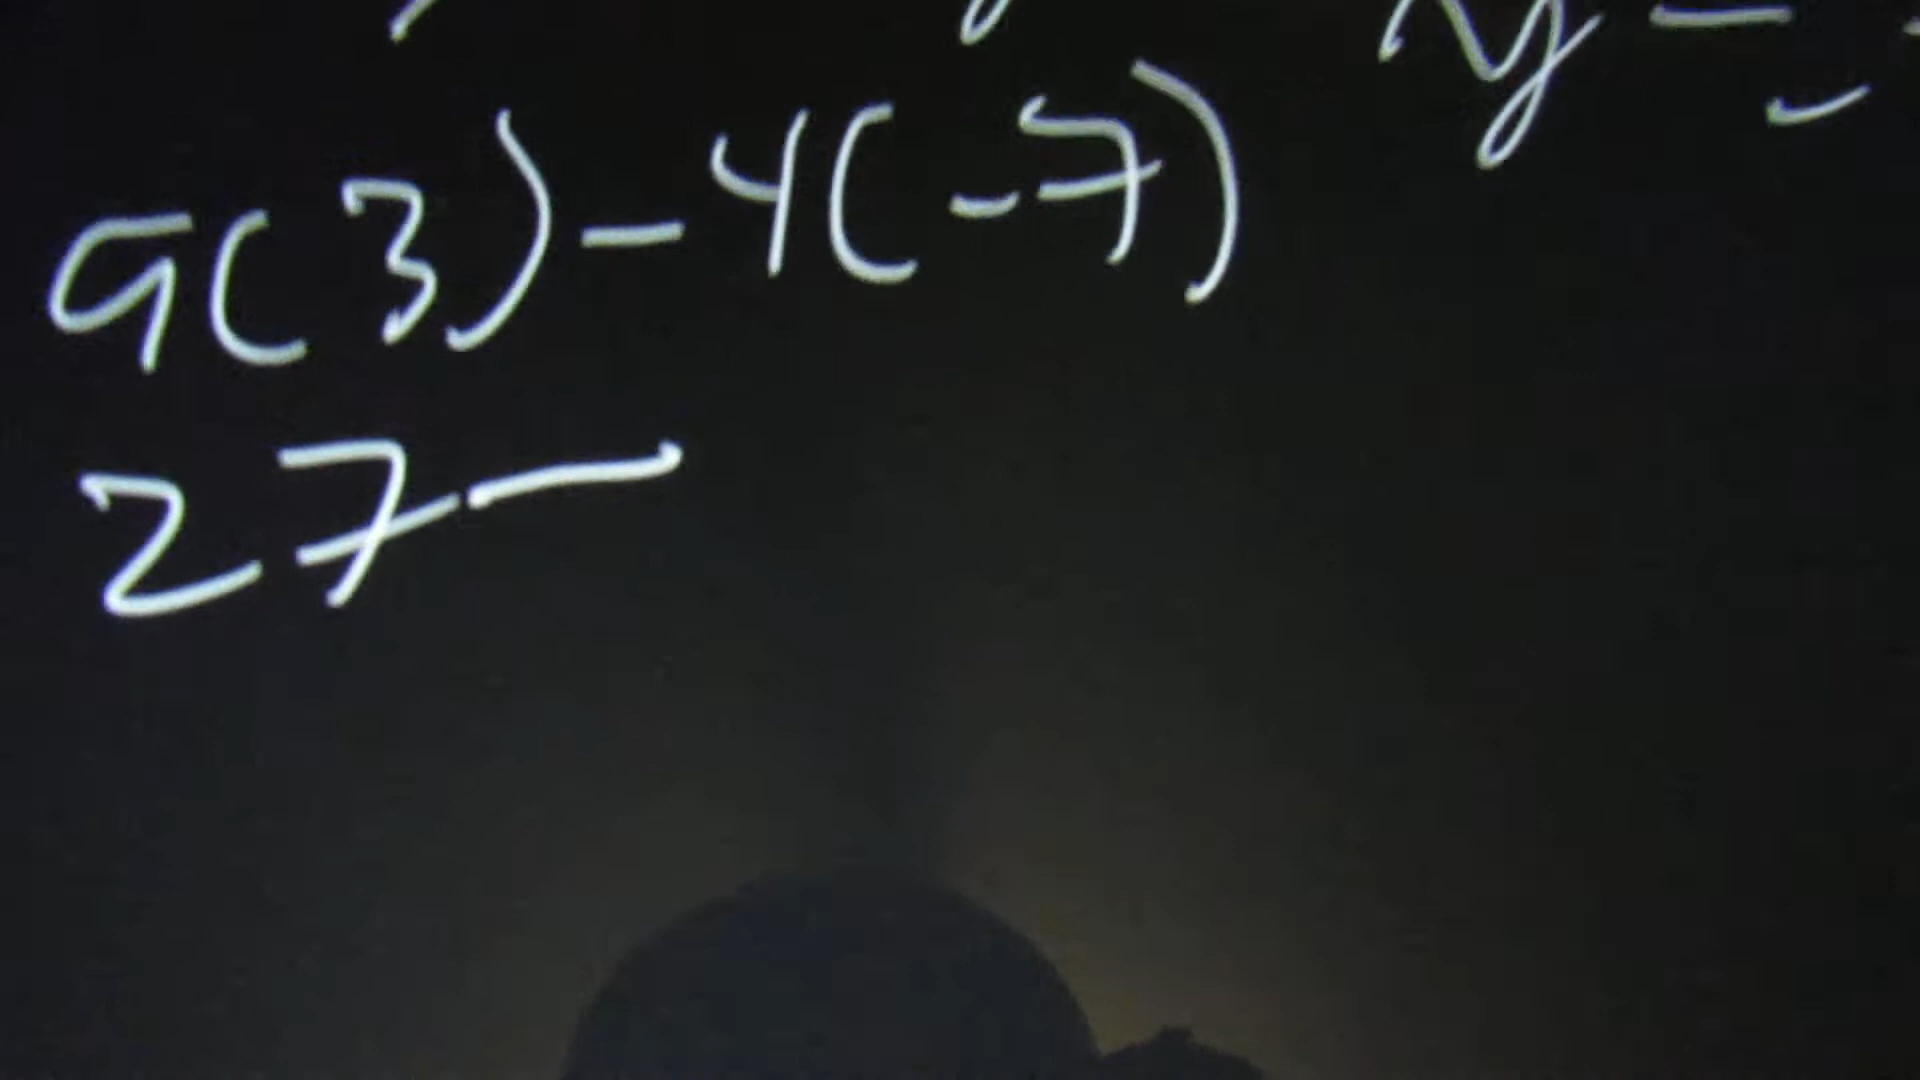 y =
9(3) - 4(-7)
27 -